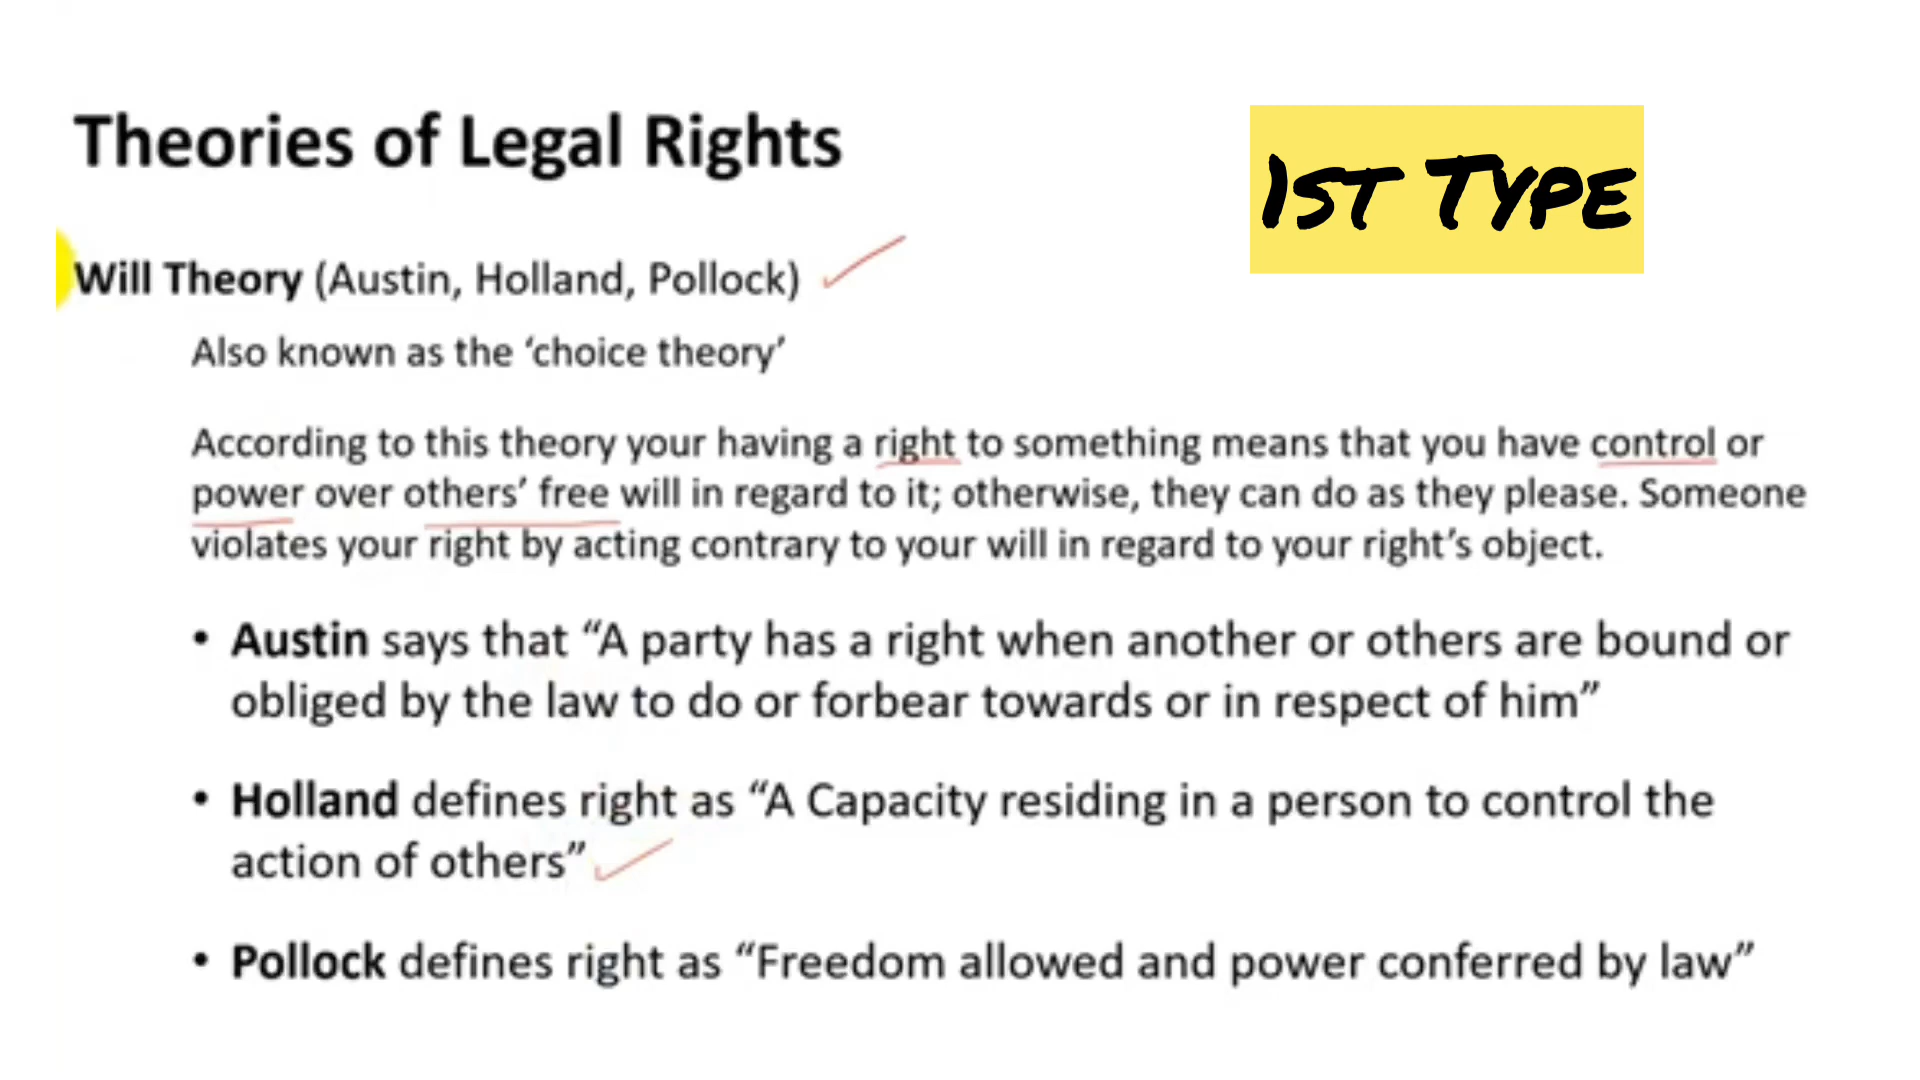 Theories of Legal Rights
1ST TYPE
Will Theory (Austin, Holland, Pollock)
Also known as the ‘choice theory’
According to this theory your having a right to something means that you have control or
power over others’ free will in regard to it; otherwise, they can do as they please. Someone
violates your right by acting contrary to your will in regard to your right’s object.
• Austin says that “A party has a right when another or others are bound or
obliged by the law to do or forbear towards or in respect of him”
• Holland defines right as “A Capacity residing in a person to control the
action of others”
• Pollock defines right as “Freedom allowed and power conferred by law”